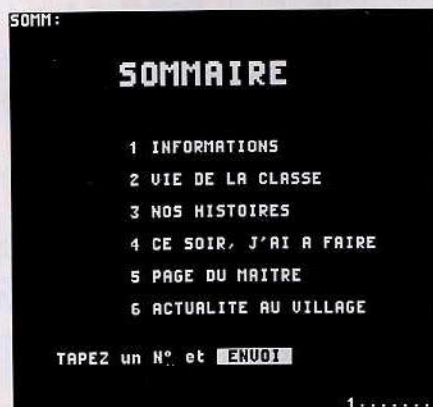 SOMM:
SOMMAIRE
1 INFORMATIONS
2 VIE DE LA CLASSE
3 NOS HISTOIRES
4 CE SOIR, J'AI A FAIRE
5 PAGE DU MAITRE
6 ACTUALITE AU VILLAGE
TAPEZ un N° et ENVOI
1.......